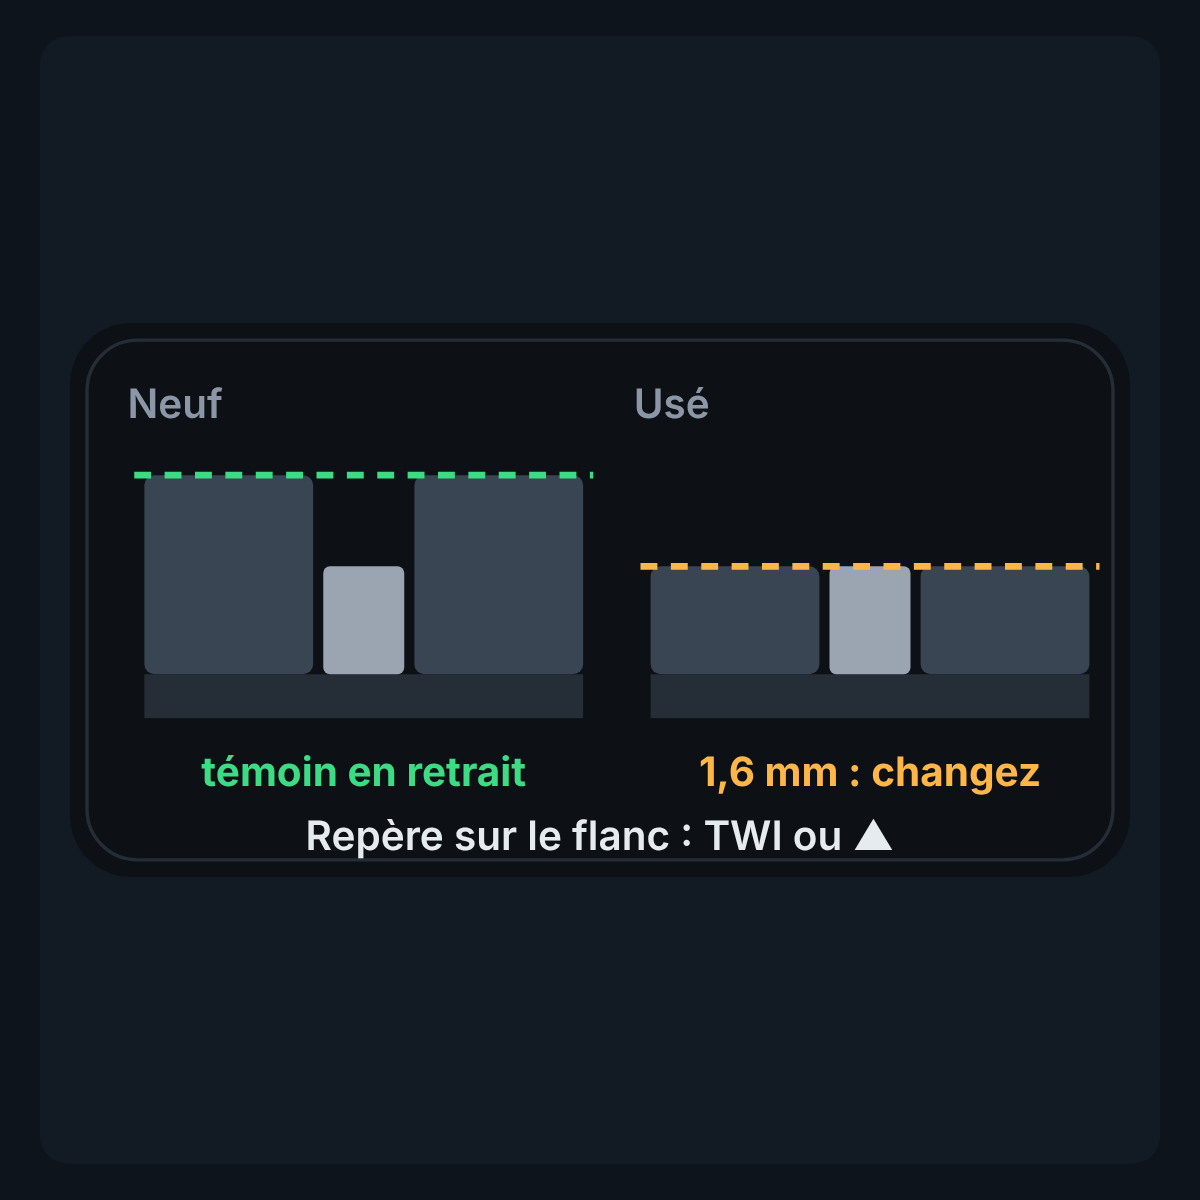 Neuf
Usé
témoin en retrait
1,6 mm : changez
Repère sur le flanc : TWI ou ▲